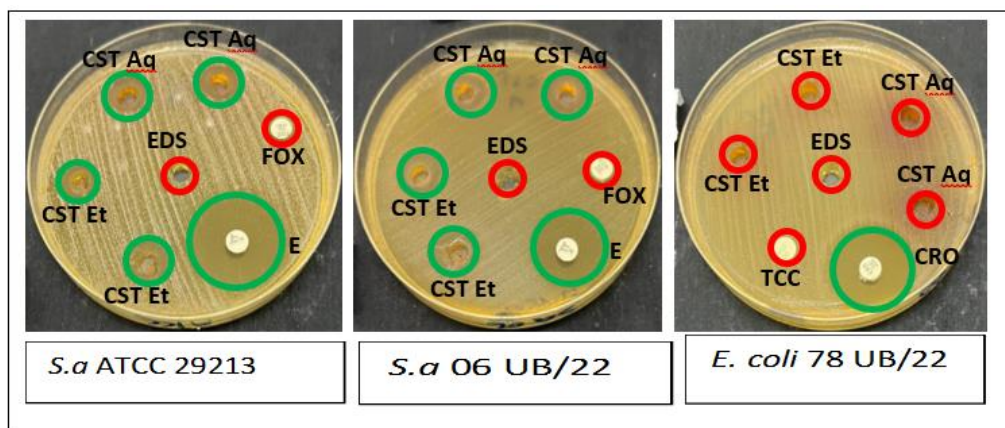 CST Aq
CST Aq
FOX
EDS
CST Et
E
CST Et
S.a ATCC 29213
CST Aq
CST Aq
EDS
FOX
CST Et
E
CST Et
S.a 06 UB/22
CST Et
CST Aq
EDS
CST Et
CST Aq
TCC
CRO
E. coli 78 UB/22